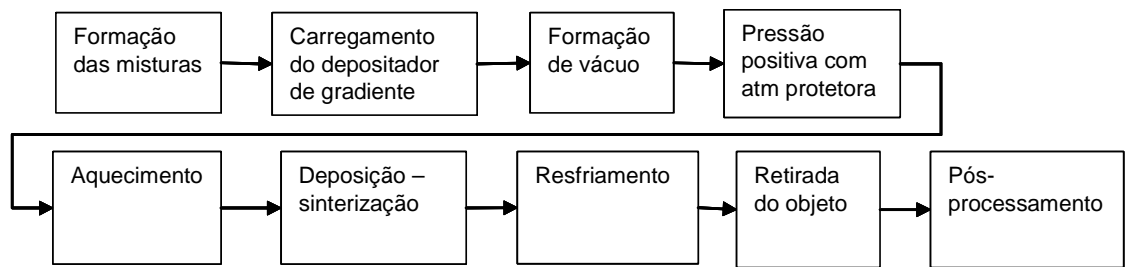 Formação
das misturas
Carregamento
do depositador
de gradiente
Formação
de vácuo
Pressão
positiva com
atm protetora
Aquecimento
Deposição –
sinterização
Resfriamento
Retirada
do objeto
Pós-
processamento